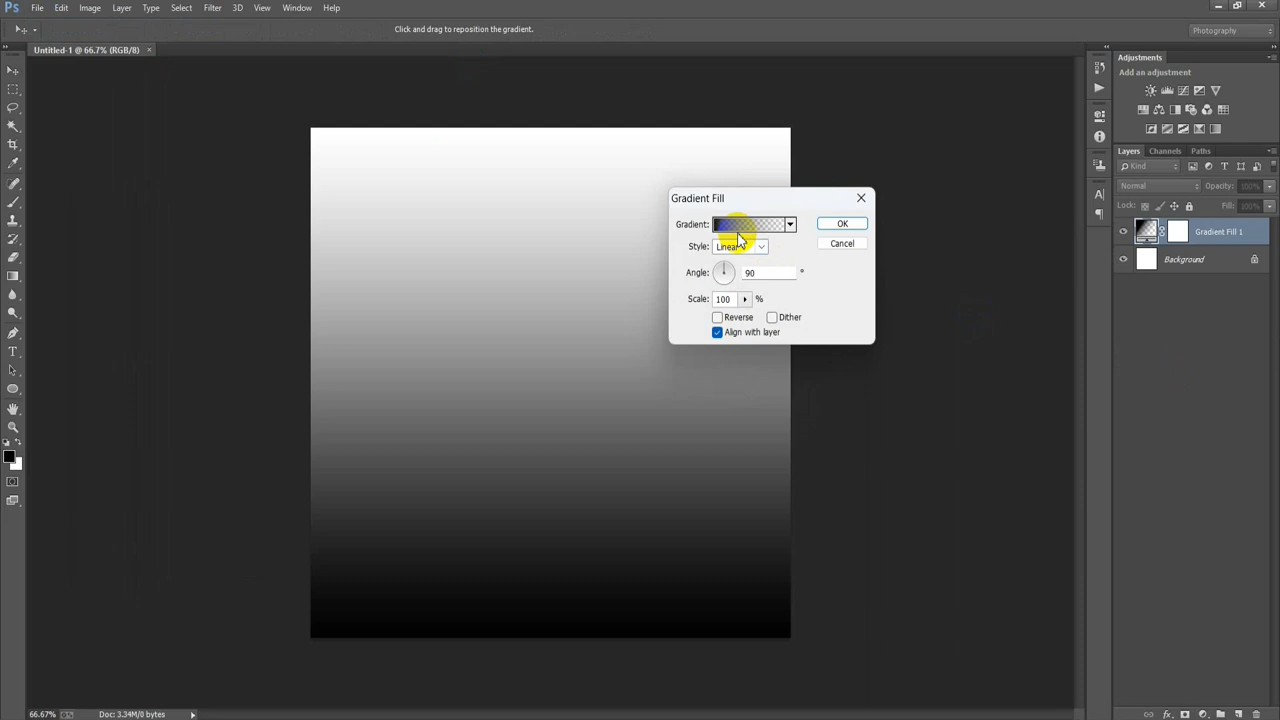 Ps File Edit Image Layer Type Select Filter 3D View Window Help
Click and drag to reposition the gradient.
Photography
Untitled-1 @ 66.7% (RGB/8) ×
Adjustments
Add an adjustment
Layers Channels Paths
Kind
Normal Opacity: 100%
Lock: Fill: 100%
Gradient Fill 1
Background
Gradient Fill
Gradient: OK
Style: Linear Cancel
Angle: 90 °
Scale: 100 %
Reverse Dither
Align with layer
66.67% Doc: 3.34M/0 bytes